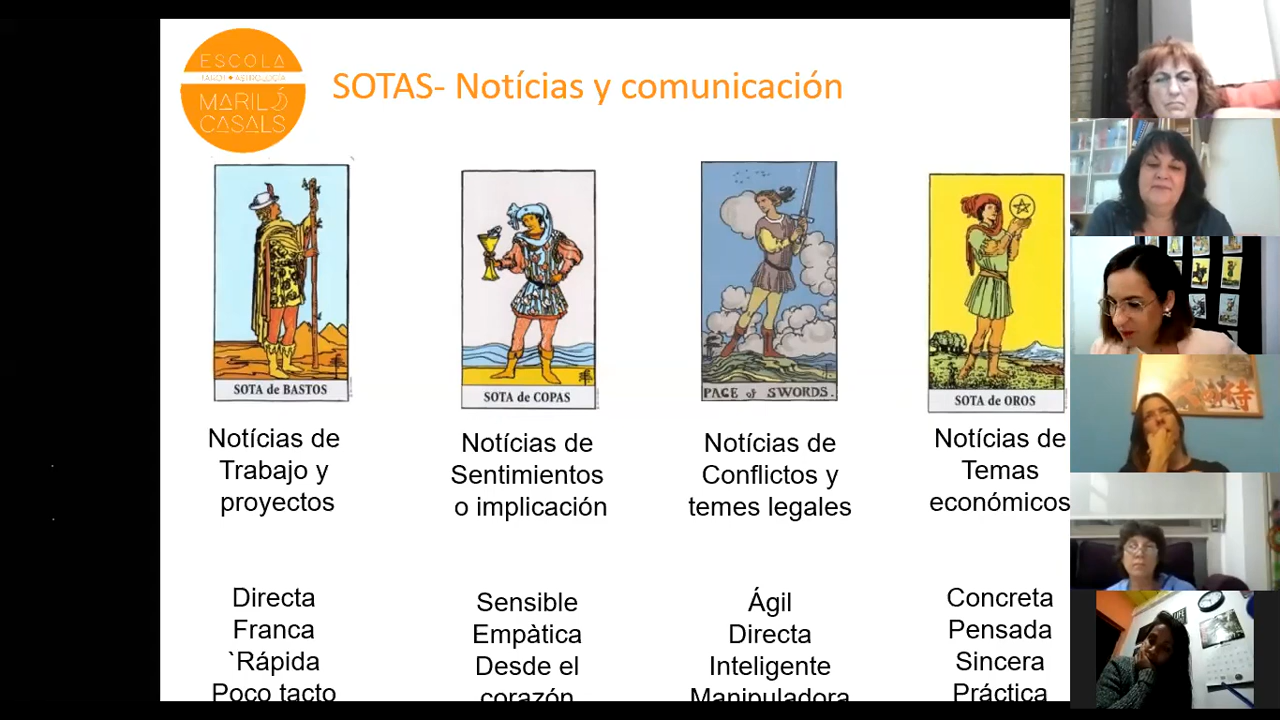 ESCOLA
TAROT • ASTROLOGIA
MARILÓ
CASALS
SOTAS- Notícias y comunicación
SOTA de BASTOS
SOTA de COPAS
PAGE of SWORDS.
SOTA de OROS
Notícias de
Trabajo y
proyectos
Notícias de
Sentimientos
o implicación
Notícias de
Conflictos y
temes legales
Notícias de
Temas
económicos
Directa
Franca
`Rápida
Poco tacto
Sensible
Empàtica
Desde el
corazón
Ágil
Directa
Inteligente
Manipuladora
Concreta
Pensada
Sincera
Práctica